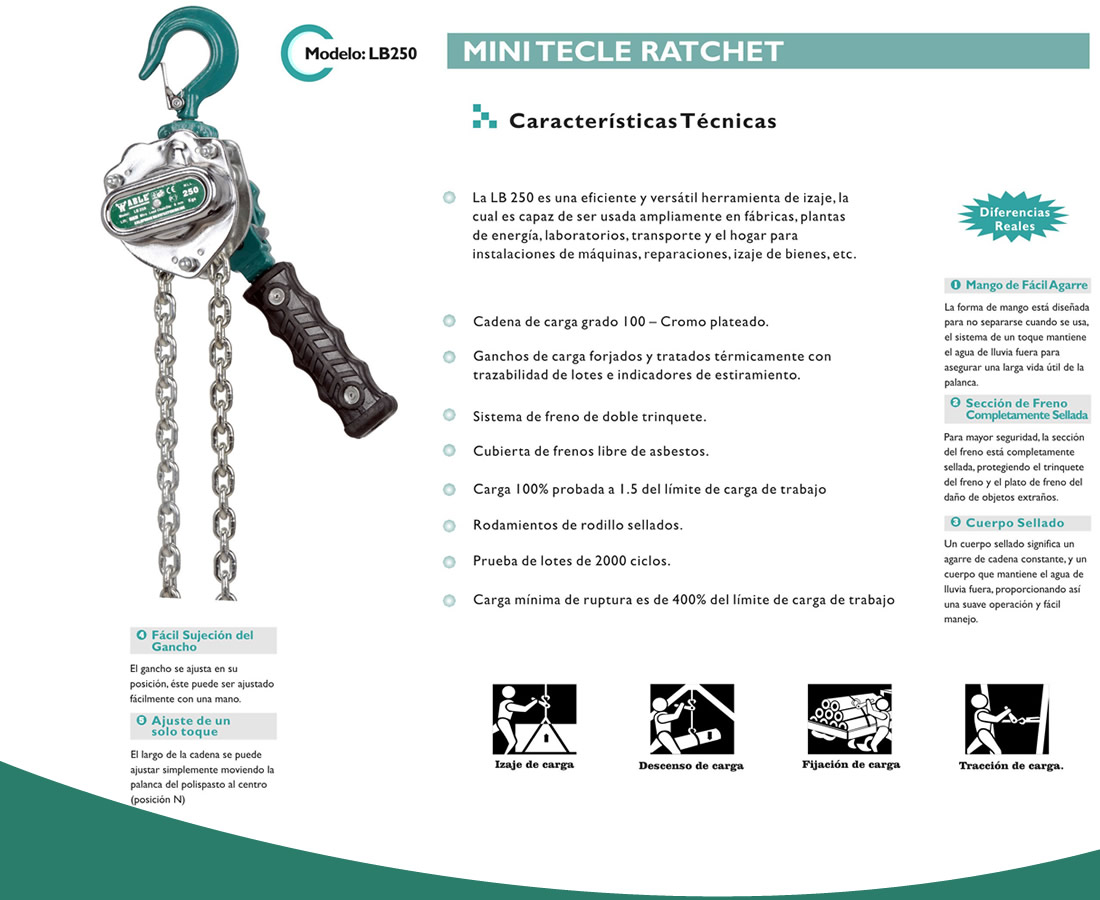 Modelo: LB250
MINI TECLE RATCHET
Características Técnicas
La LB 250 es una eficiente y versátil herramienta de izaje, la
cual es capaz de ser usada ampliamente en fábricas, plantas
de energía, laboratorios, transporte y el hogar para
instalaciones de máquinas, reparaciones, izaje de bienes, etc.
Cadena de carga grado 100 – Cromo plateado.
Ganchos de carga forjados y tratados térmicamente con
trazabilidad de lotes e indicadores de estiramiento.
Sistema de freno de doble trinquete.
Cubierta de frenos libre de asbestos.
Carga 100% probada a 1.5 del límite de carga de trabajo
Rodamientos de rodillo sellados.
Prueba de lotes de 2000 ciclos.
Carga mínima de ruptura es de 400% del límite de carga de trabajo
Diferencias
Reales
1 Mango de Fácil Agarre
La forma de mango está diseñada
para no separarse cuando se usa,
el sistema de un toque mantiene
el agua de lluvia fuera para
asegurar una larga vida útil de la
palanca.
2 Sección de Freno
Completamente Sellada
Para mayor seguridad, la sección
del freno está completamente
sellada, protegiendo el trinquete
del freno y el plato de freno del
daño de objetos extraños.
3 Cuerpo Sellado
Un cuerpo sellado significa un
agarre de cadena constante, y un
cuerpo que mantiene el agua de
lluvia fuera, proporcionando así
una suave operación y fácil
manejo.
4 Fácil Sujeción del
Gancho
El gancho se ajusta en su
posición, éste puede ser ajustado
fácilmente con una mano.
5 Ajuste de un
solo toque
El largo de la cadena se puede
ajustar simplemente moviendo la
palanca del polispasto al centro
(posición N)
Izaje de carga
Descenso de carga
Fijación de carga
Tracción de carga.
ABLE
CE
W.L.L.
250
Kgs